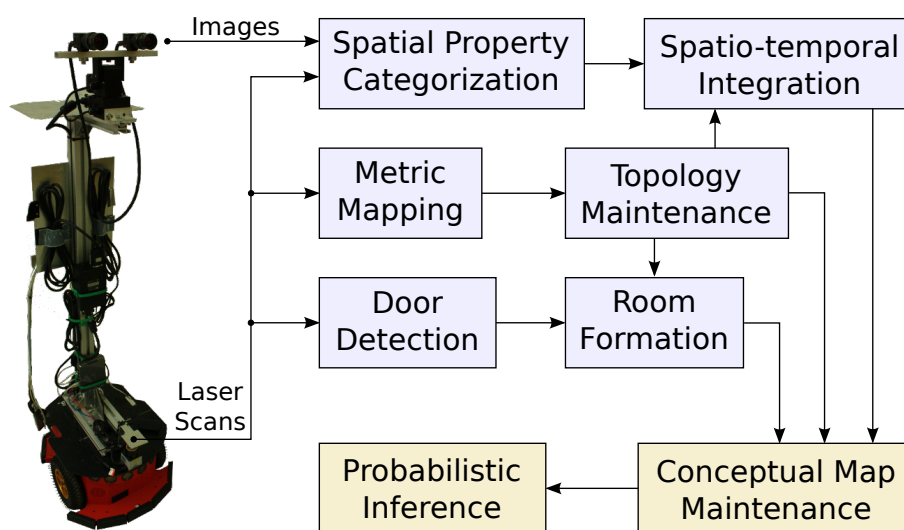 Images
Spatial Property
Categorization
Spatio-temporal
Integration
Metric
Mapping
Topology
Maintenance
Door
Detection
Room
Formation
Laser
Scans
Probabilistic
Inference
Conceptual Map
Maintenance